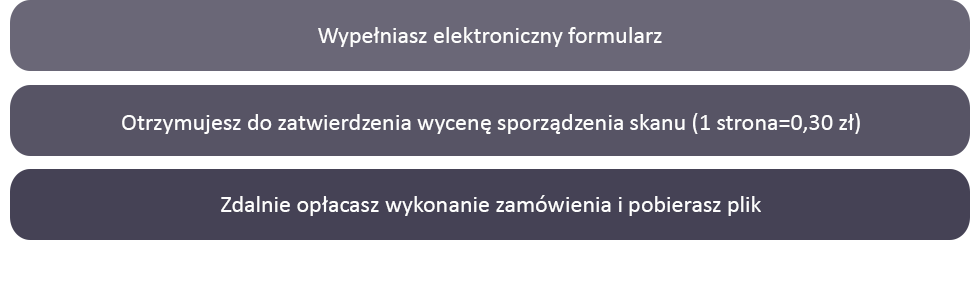 Wypełniasz elektroniczny formularz
Otrzymujesz do zatwierdzenia wycenę sporządzenia skanu (1 strona=0,30 zł)
Zdalnie opłacasz wykonanie zamówienia i pobierasz plik